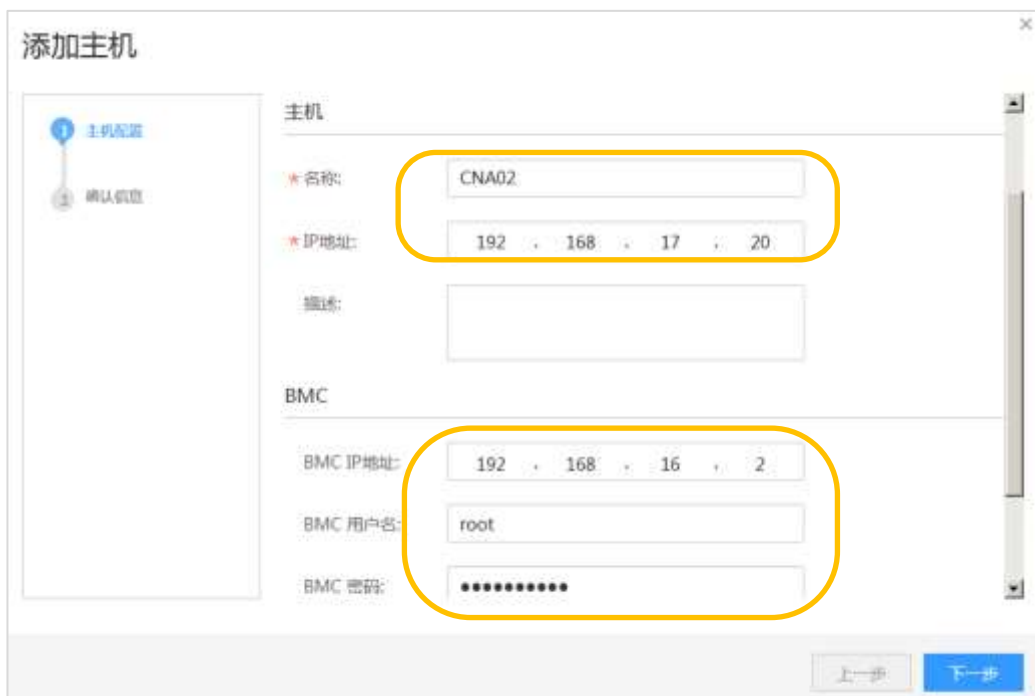 添加主机
1 主机配置
2 确认信息
主机
* 名称: CNA02
* IP地址: 192 . 168 . 17 . 20
描述:
BMC
BMC IP地址: 192 . 168 . 16 . 2
BMC 用户名: root
BMC 密码: ●●●●●●●●●●
上一步 下一步